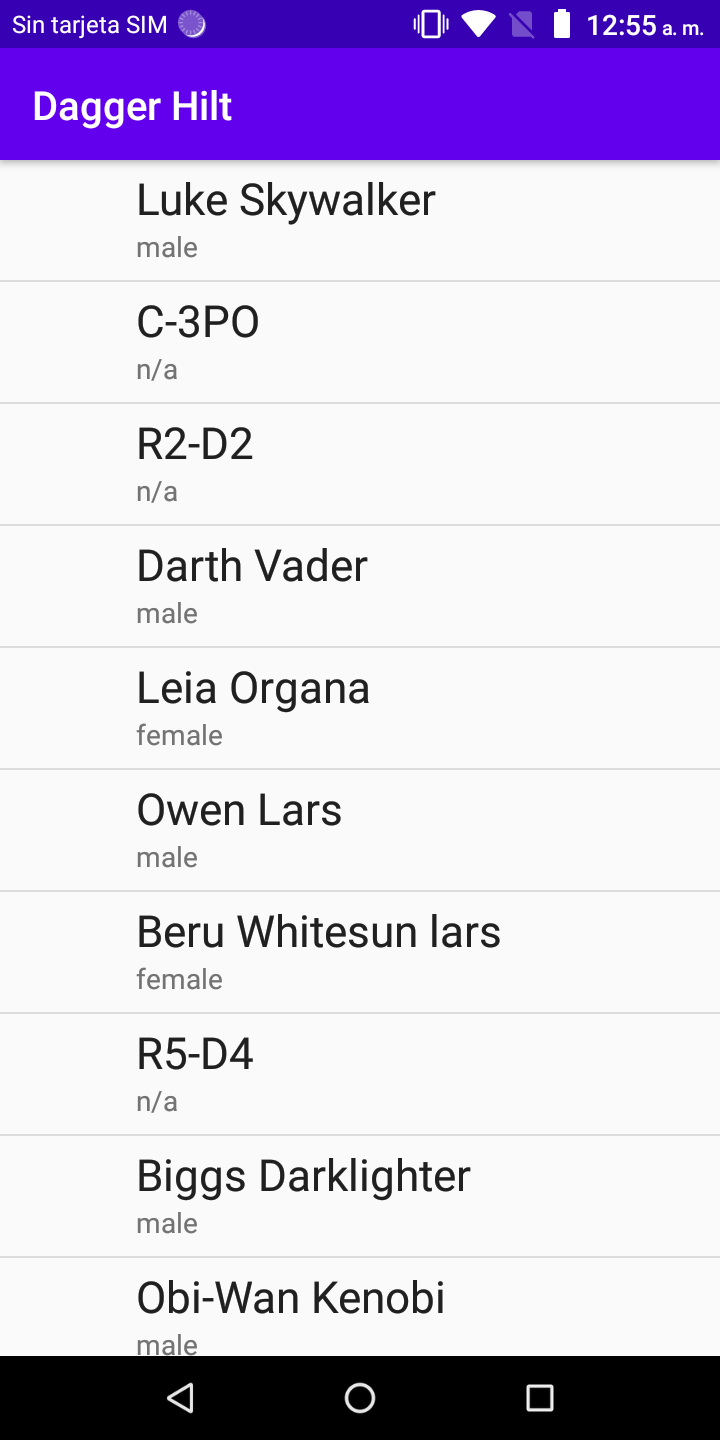 Sin tarjeta SIM
12:55 a. m.
Dagger Hilt
Luke Skywalker
male
C-3PO
n/a
R2-D2
n/a
Darth Vader
male
Leia Organa
female
Owen Lars
male
Beru Whitesun lars
female
R5-D4
n/a
Biggs Darklighter
male
Obi-Wan Kenobi
male